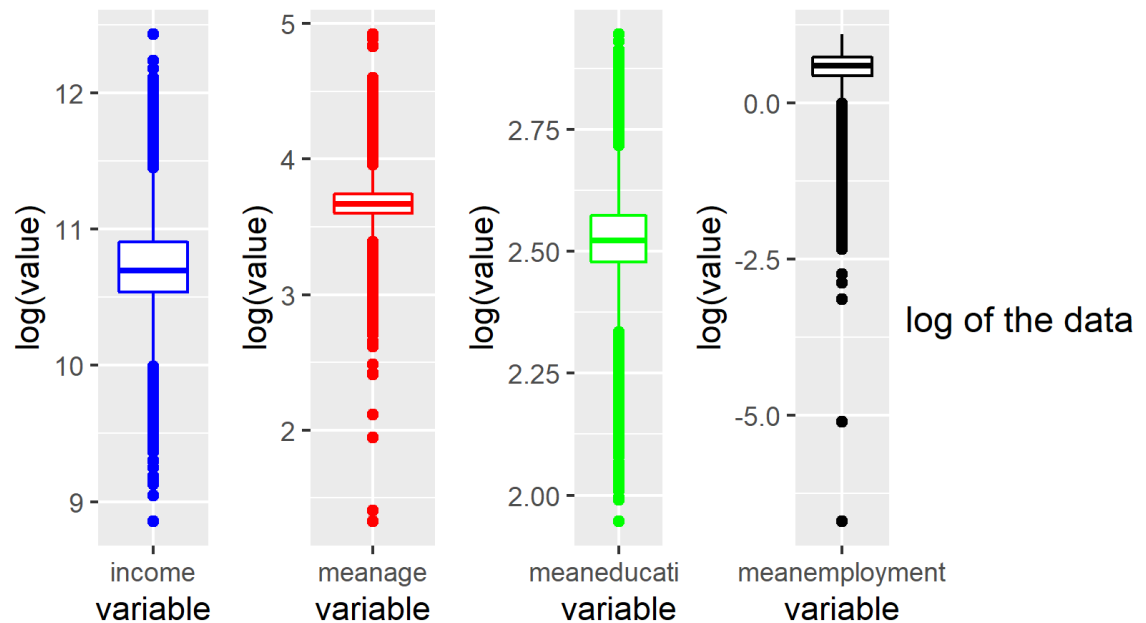 log(value)
12
11
10
9
income
variable
log(value)
5
4
3
2
meanage
variable
log(value)
2.75
2.50
2.25
2.00
meaneducati
variable
log(value)
0.0
-2.5
-5.0
meanemployment
variable
log of the data